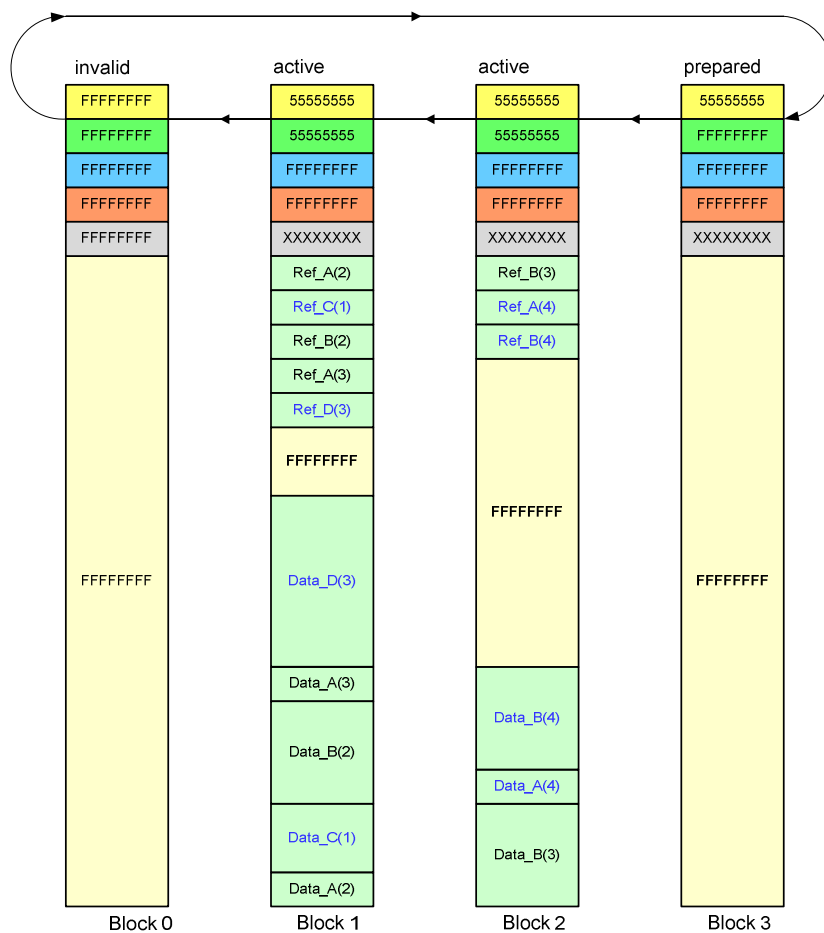 invalid
FFFFFFFF
FFFFFFFF
FFFFFFFF
FFFFFFFF
FFFFFFFF
FFFFFFFF
Block 0
active
55555555
55555555
FFFFFFFF
FFFFFFFF
XXXXXXXX
Ref_A(2)
Ref_C(1)
Ref_B(2)
Ref_A(3)
Ref_D(3)
FFFFFFFF
Data_D(3)
Data_A(3)
Data_B(2)
Data_C(1)
Data_A(2)
Block 1
active
55555555
55555555
FFFFFFFF
FFFFFFFF
XXXXXXXX
Ref_B(3)
Ref_A(4)
Ref_B(4)
FFFFFFFF
Data_B(4)
Data_A(4)
Data_B(3)
Block 2
prepared
55555555
FFFFFFFF
FFFFFFFF
FFFFFFFF
XXXXXXXX
FFFFFFFF
Block 3